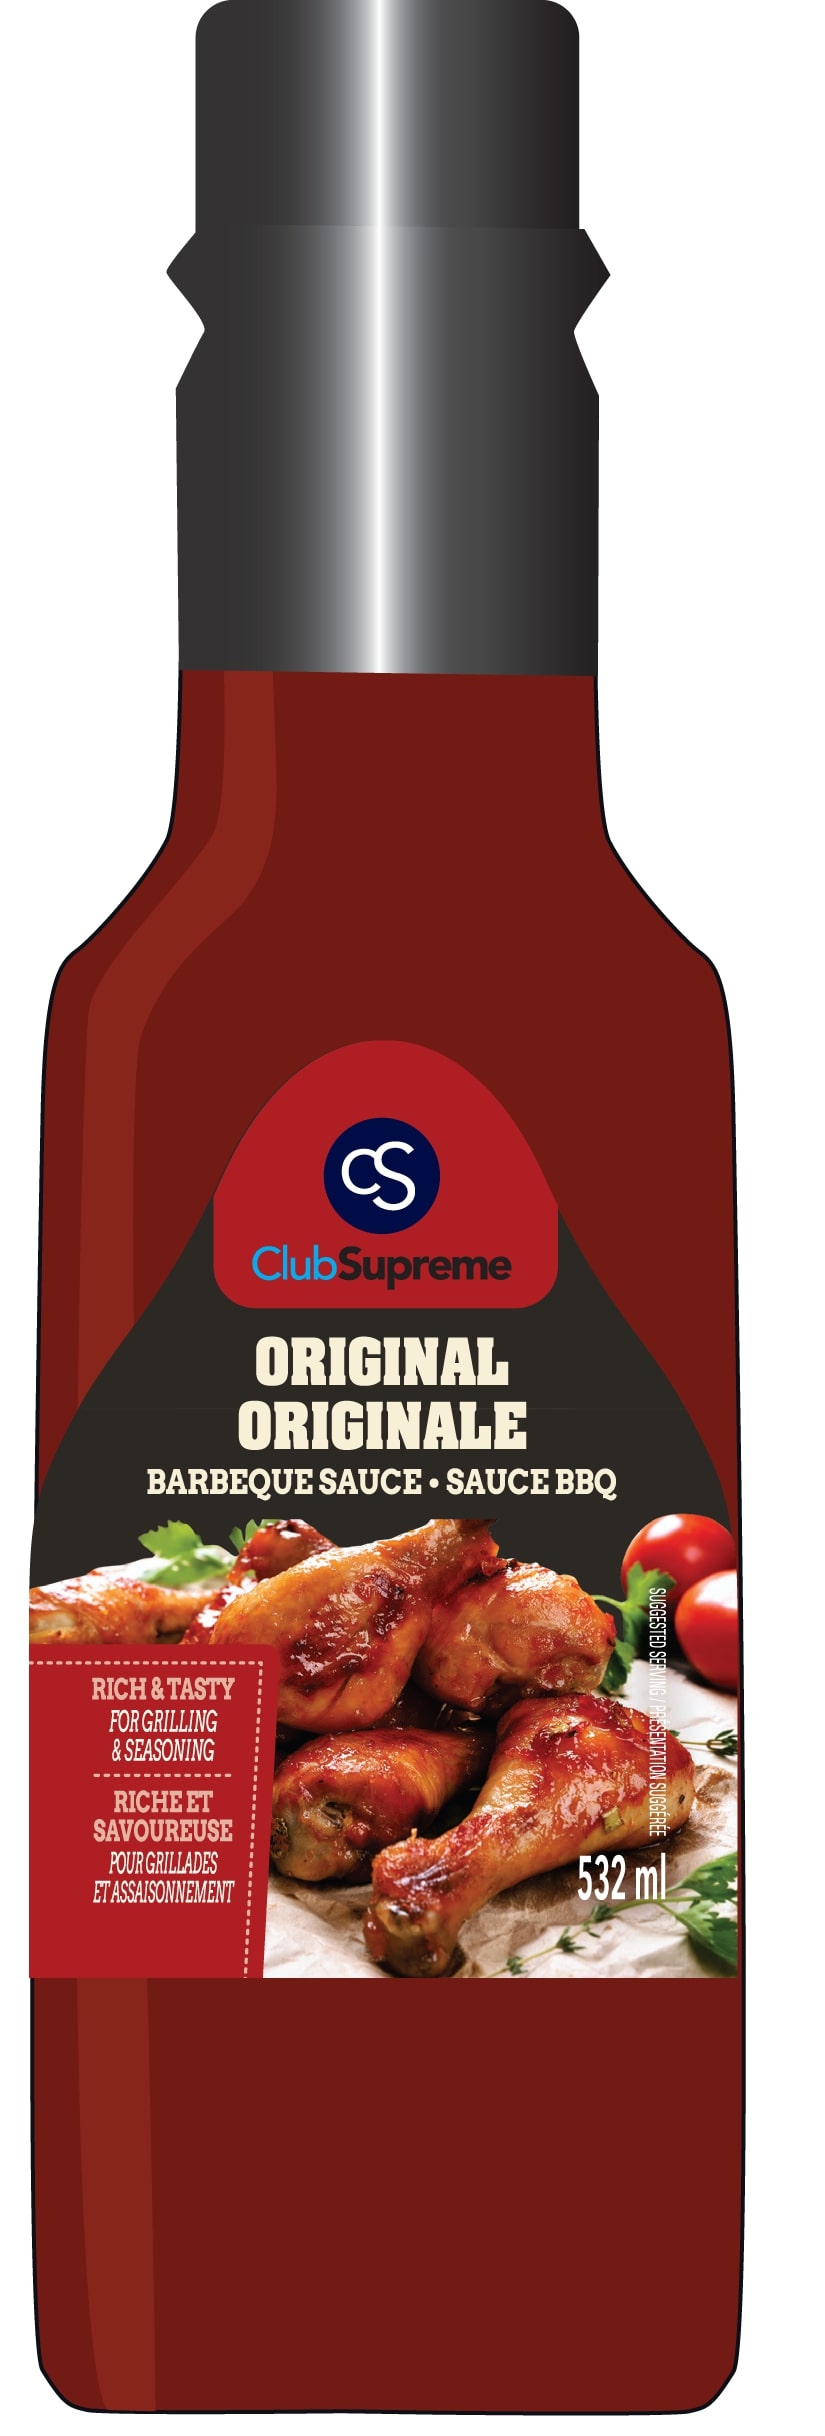 CS
ClubSupreme
ORIGINAL
ORIGINALE
BARBEQUE SAUCE • SAUCE BBQ
RICH & TASTY
FOR GRILLING
& SEASONING
RICHE ET
SAVOUREUSE
POUR GRILLADES
ET ASSAISONNEMENT
SUGGESTED SERVING / PRÉSENTATION SUGGÉRÉE
532 ml